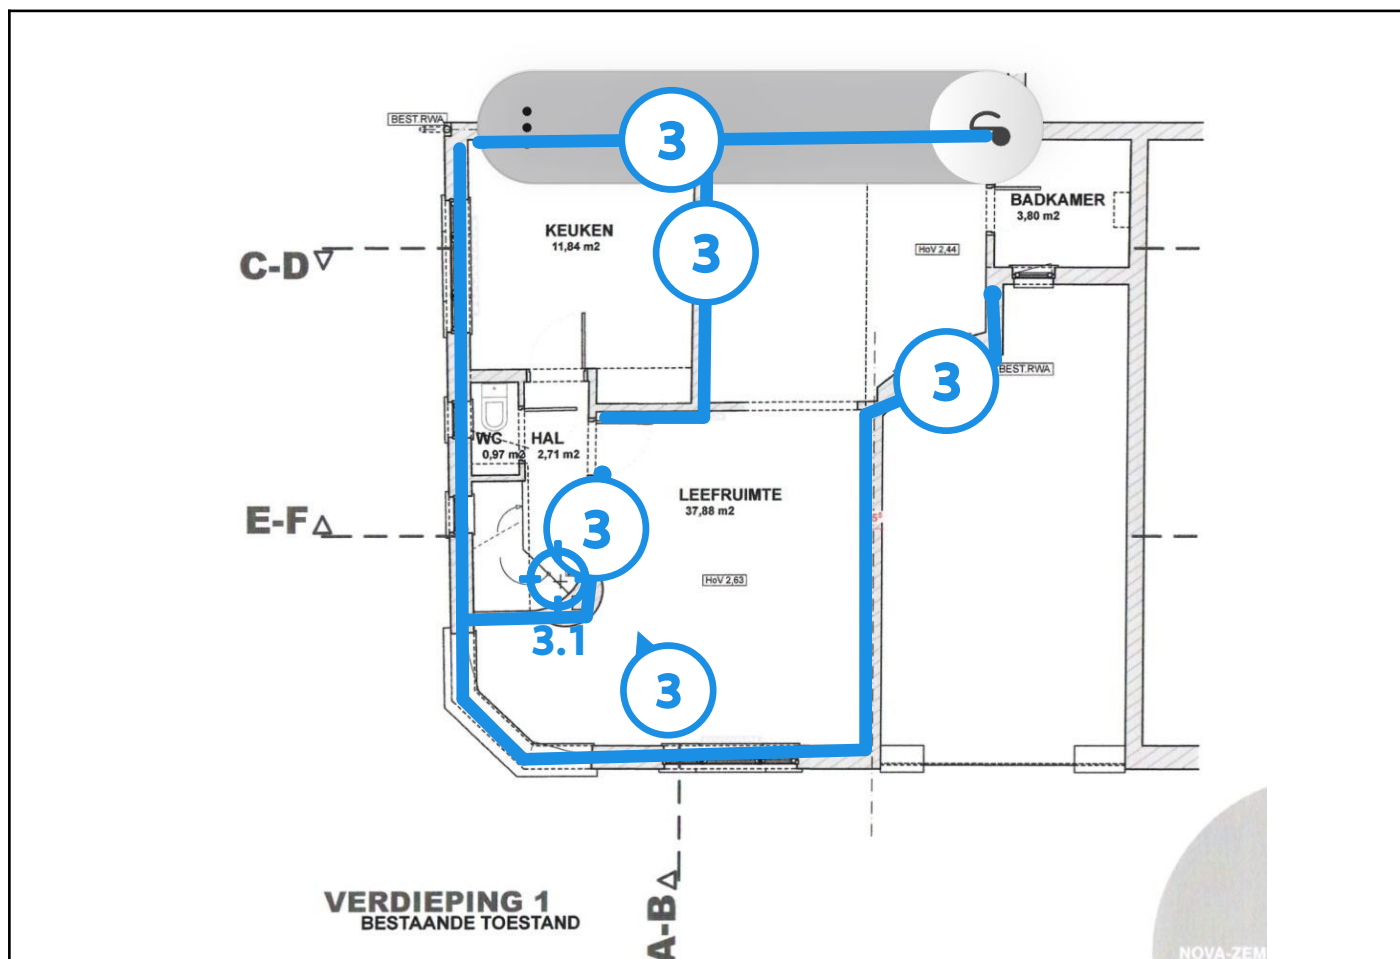 BEST.RWA
3
BADKAMER
3,80 m2
KEUKEN
11,84 m2
3
HoV 2,44
C-D
3
BEST.RWA
WC
0,97 m2
HAL
2,71 m2
LEEFRUIMTE
37,88 m2
E-F
3
HoV 2,63
3.1
3
VERDIEPING 1
BESTAANDE TOESTAND
A-B
NOVA-ZEM